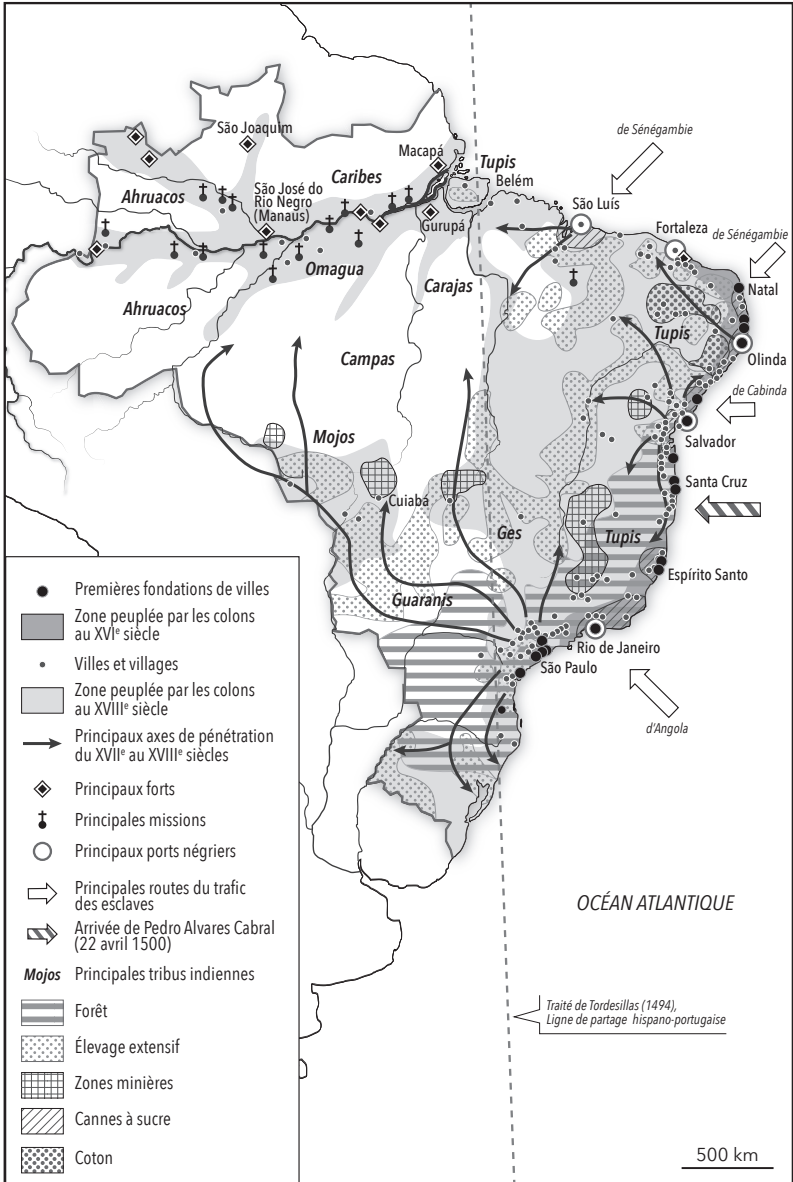 São Joaquim
de Sénégambie
Macapá
Tupis
Caribes
Belém
Ahruacos
São José do
Rio Negro
(Manaus)
São Luís
Gurupá
Fortaleza
de Sénégambie
Omagua
Carajas
Natal
Ahruacos
Tupis
Olinda
Campas
de Cabinda
Mojos
Salvador
Santa Cruz
Cuiabá
Ges
Tupis
Espírito Santo
Guaranis
Rio de Janeiro
São Paulo
d'Angola
Premières fondations de villes
Zone peuplée par les colons
au XVIe siècle
Villes et villages
Zone peuplée par les colons
au XVIIIe siècle
Principaux axes de pénétration
du XVIIe au XVIIIe siècles
Principaux forts
Principales missions
Principaux ports négriers
Principales routes du trafic
des esclaves
Arrivée de Pedro Alvares Cabral
(22 avril 1500)
Mojos Principales tribus indiennes
Forêt
Élevage extensif
Zones minières
Cannes à sucre
Coton
OCÉAN ATLANTIQUE
Traité de Tordesillas (1494),
Ligne de partage hispano-portugaise
500 km